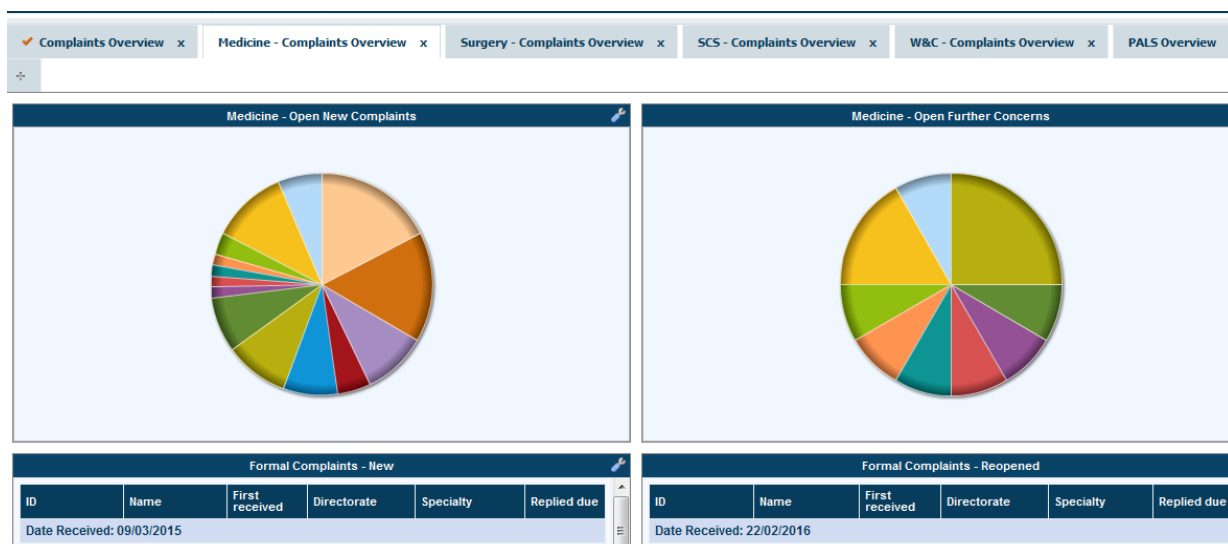 Complaints Overview x Medicine - Complaints Overview x Surgery - Complaints Overview x SCS - Complaints Overview x W&C - Complaints Overview x PALS Overview
Medicine - Open New Complaints
Medicine - Open Further Concerns
Formal Complaints - New
ID Name First received Directorate Specialty Replied due
Date Received: 09/03/2015
Formal Complaints - Reopened
ID Name First received Directorate Specialty Replied due
Date Received: 22/02/2016